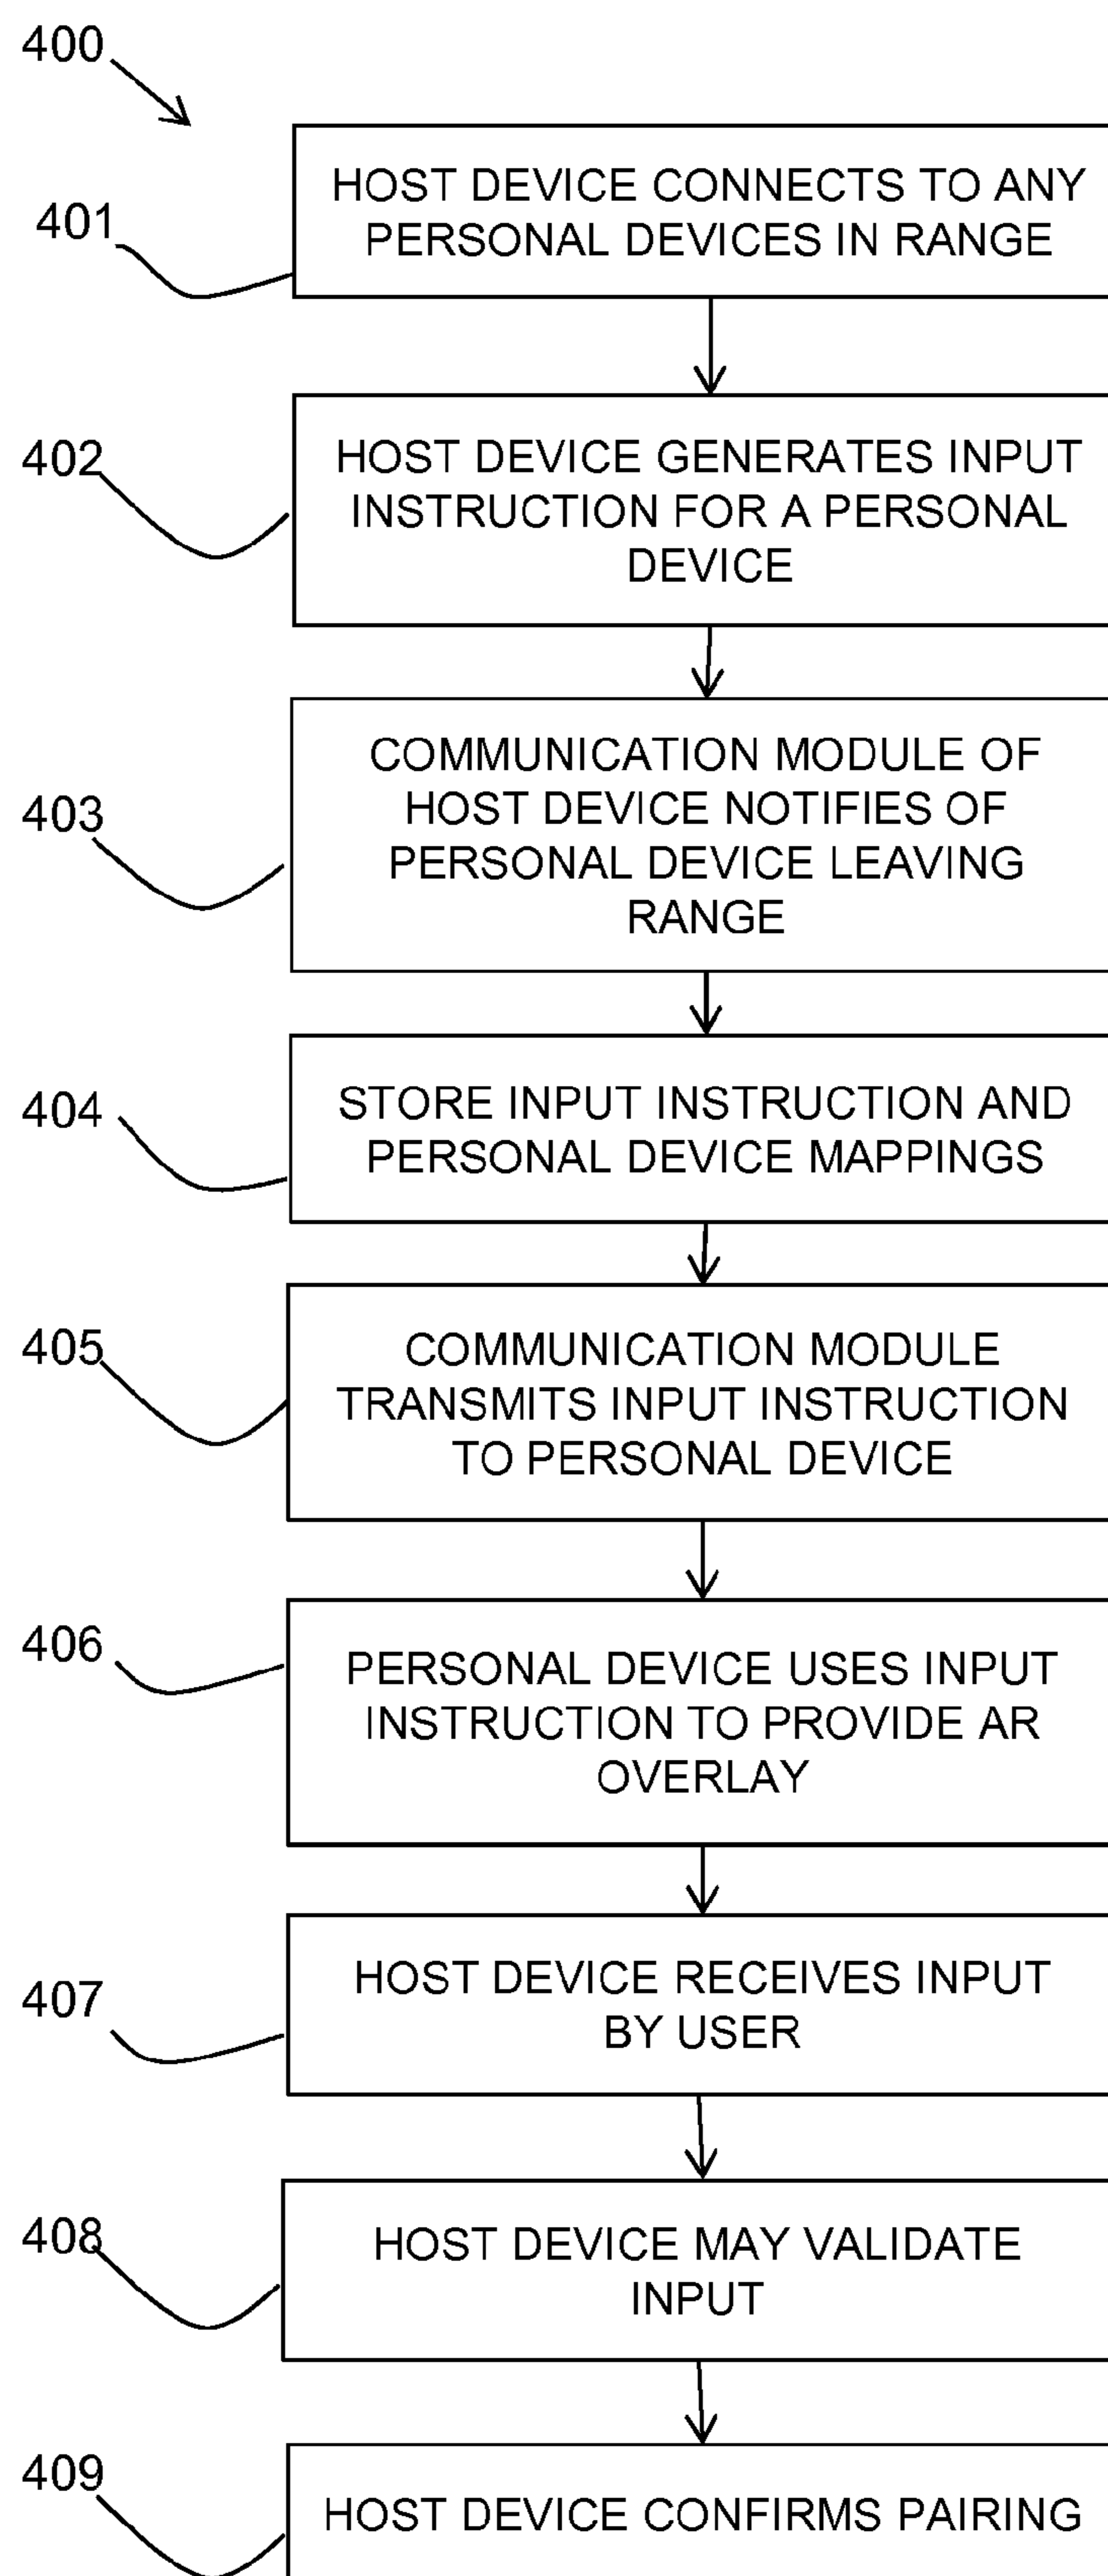 400
401
HOST DEVICE CONNECTS TO ANY
PERSONAL DEVICES IN RANGE
402
HOST DEVICE GENERATES INPUT
INSTRUCTION FOR A PERSONAL
DEVICE
403
COMMUNICATION MODULE OF
HOST DEVICE NOTIFIES OF
PERSONAL DEVICE LEAVING
RANGE
404
STORE INPUT INSTRUCTION AND
PERSONAL DEVICE MAPPINGS
405
COMMUNICATION MODULE
TRANSMITS INPUT INSTRUCTION
TO PERSONAL DEVICE
406
PERSONAL DEVICE USES INPUT
INSTRUCTION TO PROVIDE AR
OVERLAY
407
HOST DEVICE RECEIVES INPUT
BY USER
408
HOST DEVICE MAY VALIDATE
INPUT
409
HOST DEVICE CONFIRMS PAIRING